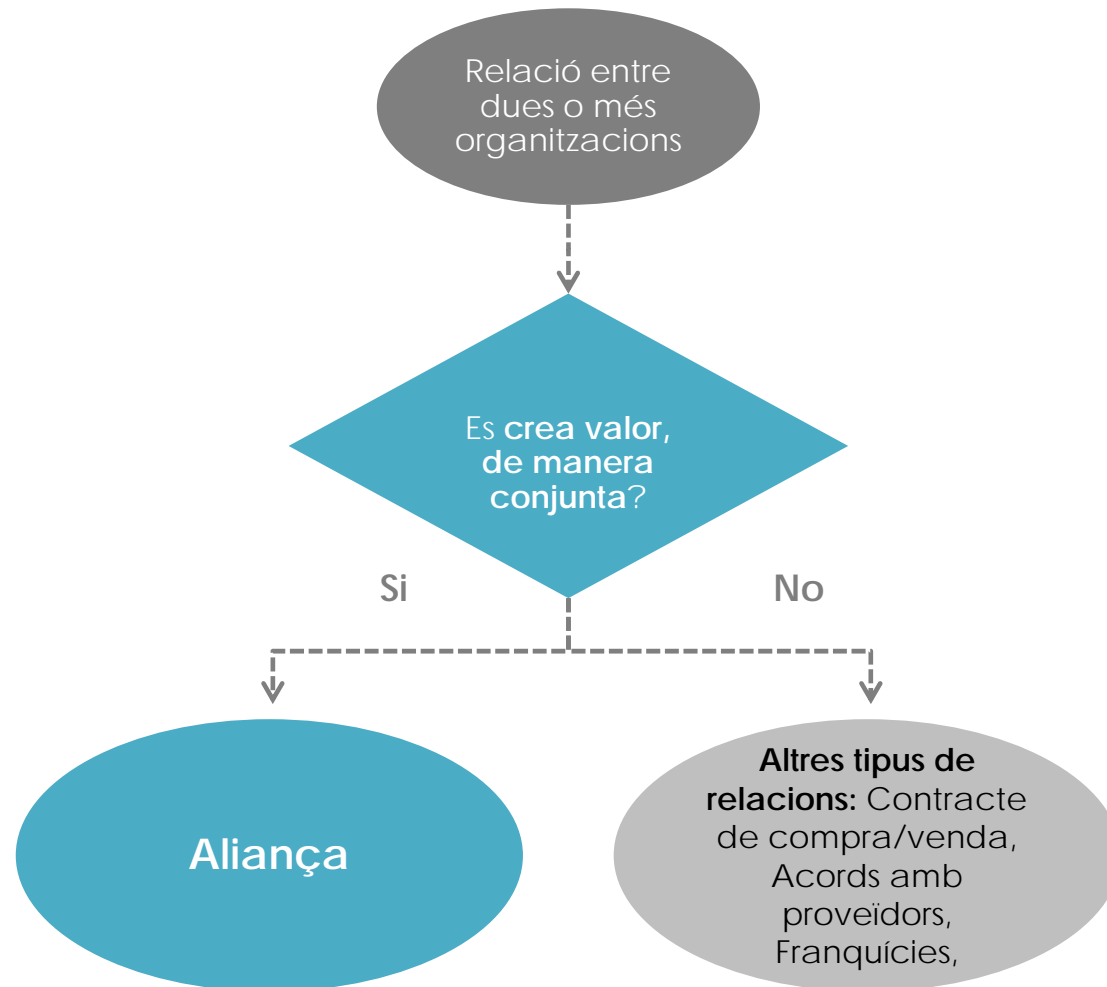 Relació entre
dues o més
organitzacions
Es crea valor,
de manera
conjunta?
Si
No
Aliança
Altres tipus de
relacions: Contracte
de compra/venda,
Acords amb
proveïdors,
Franquícies,